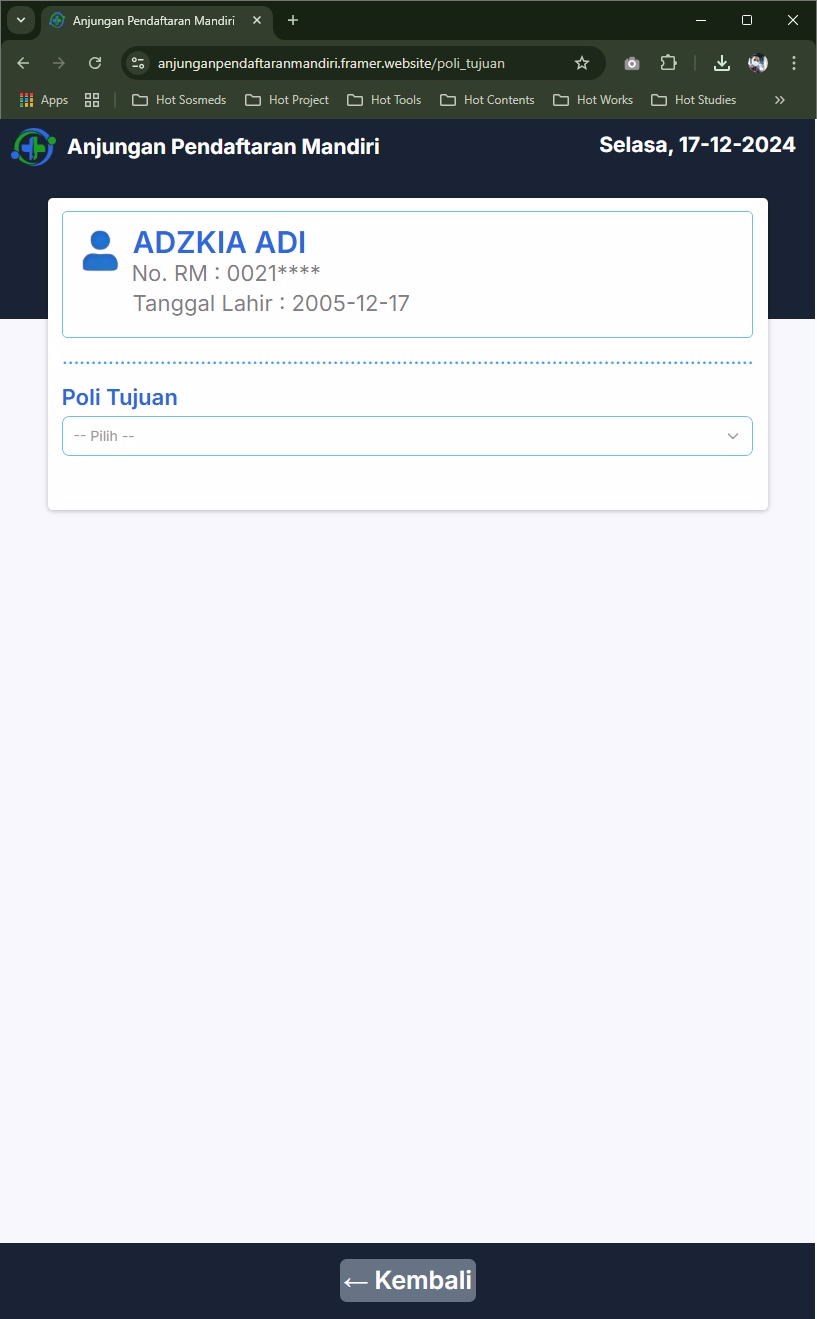 Anjungan Pendaftaran Mandiri
anjunganpendaftaranmandiri.framer.website/poli_tujuan
Apps Hot Sosmeds Hot Project Hot Tools Hot Contents Hot Works Hot Studies
Anjungan Pendaftaran Mandiri
Selasa, 17-12-2024
ADZKIA ADI
No. RM : 0021****
Tanggal Lahir : 2005-12-17
Poli Tujuan
-- Pilih --
← Kembali